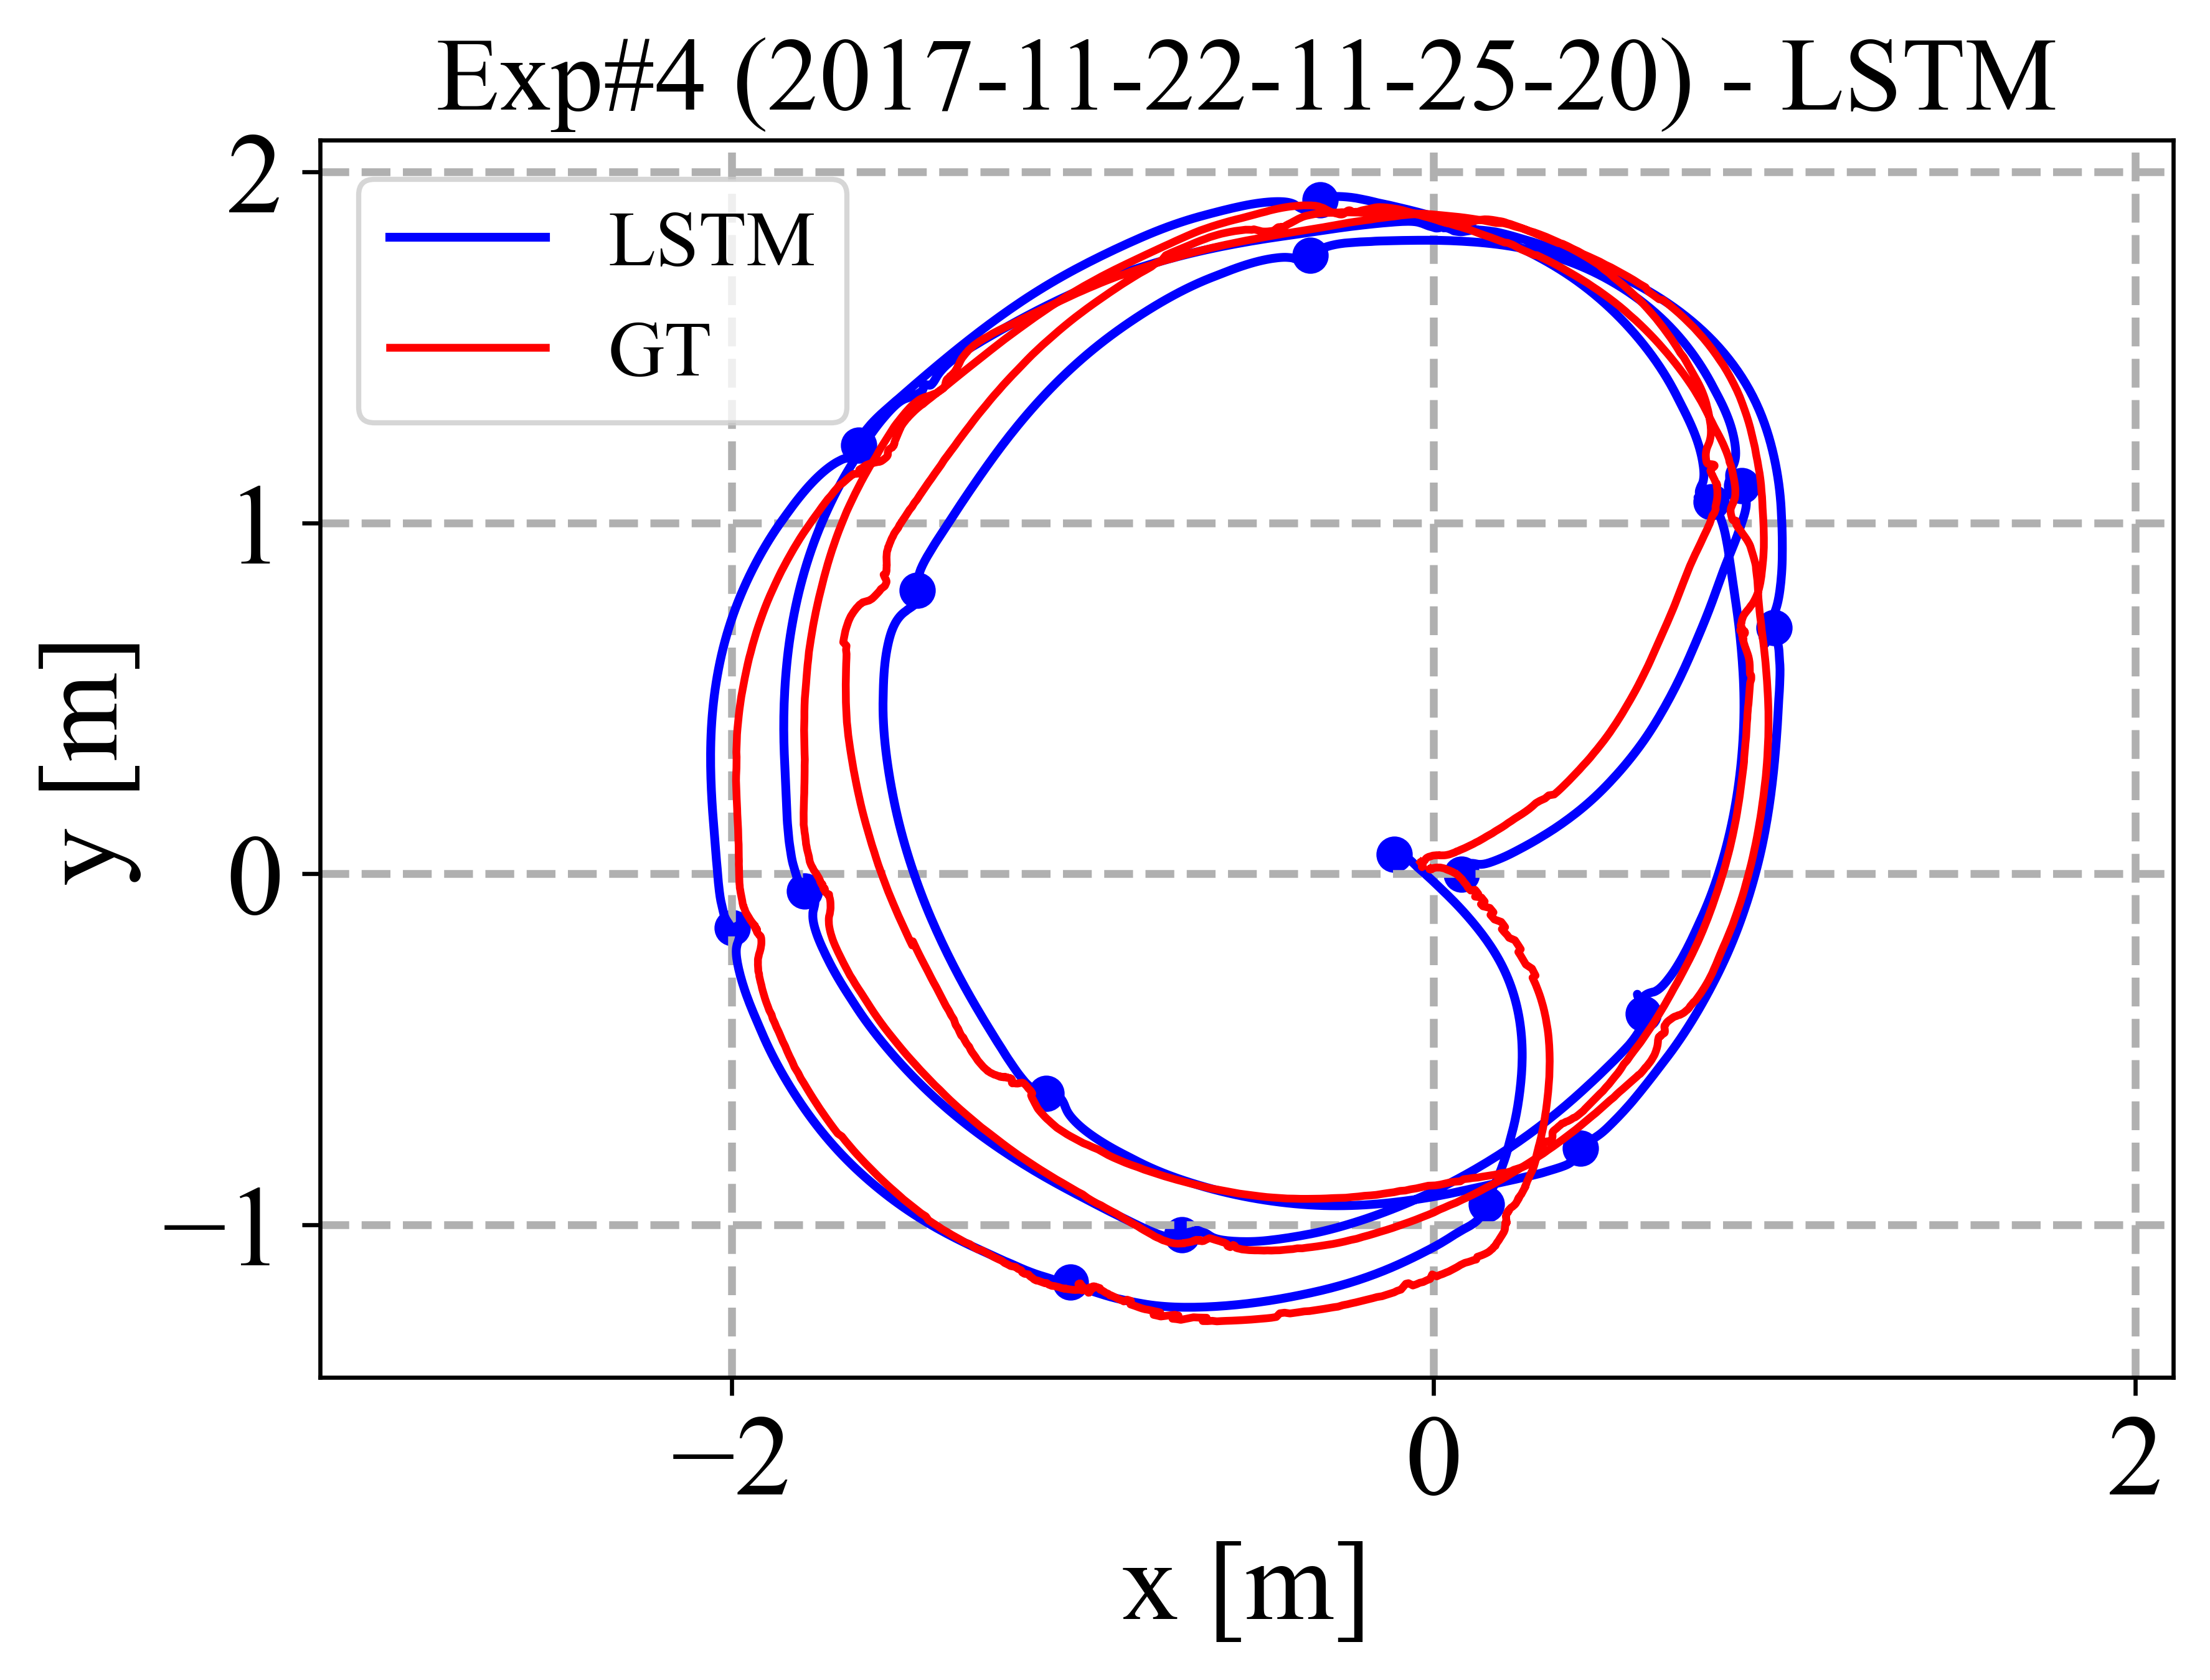 Exp#4 (2017-11-22-11-25-20) - LSTM
2
1
0
−1
y [m]
LSTM
GT
−2
0
2
x [m]